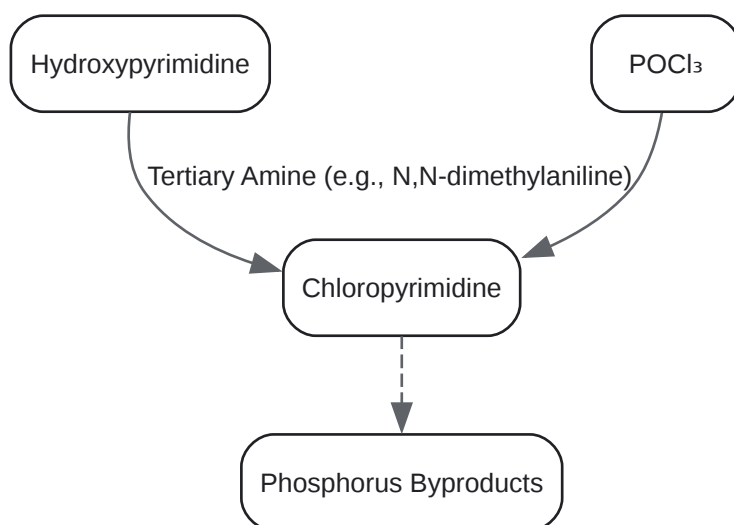 Hydroxypyrimidine
POCl₃
Tertiary Amine (e.g., N,N-dimethylaniline)
Chloropyrimidine
Phosphorus Byproducts